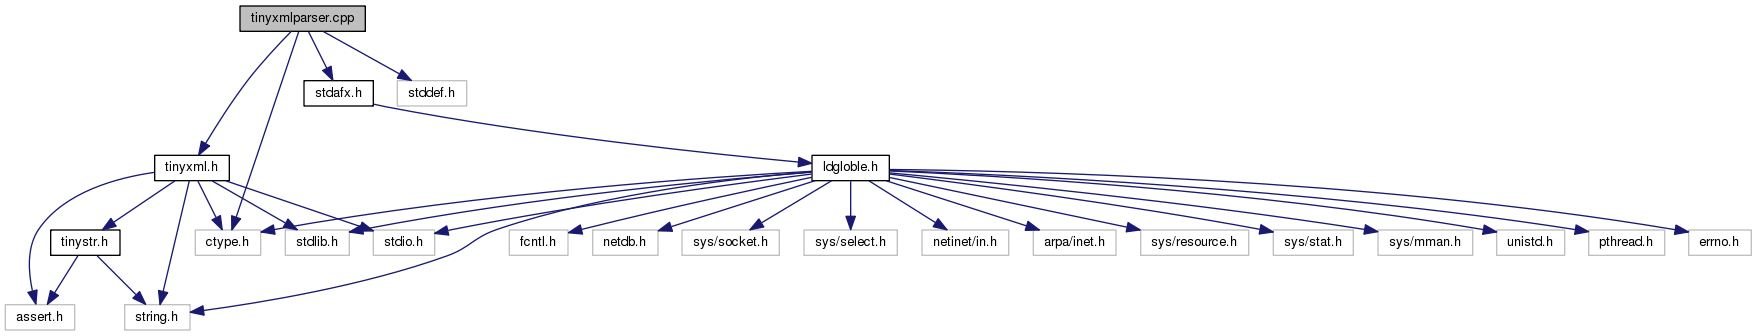 tinyxmlparser.cpp
stdafx.h
stddef.h
tinyxml.h
ldgloble.h
tinystr.h
ctype.h
stdlib.h
stdio.h
fcntl.h
netdb.h
sys/socket.h
sys/select.h
netinet/in.h
arpa/inet.h
sys/resource.h
sys/stat.h
sys/mman.h
unistd.h
pthread.h
errno.h
assert.h
string.h